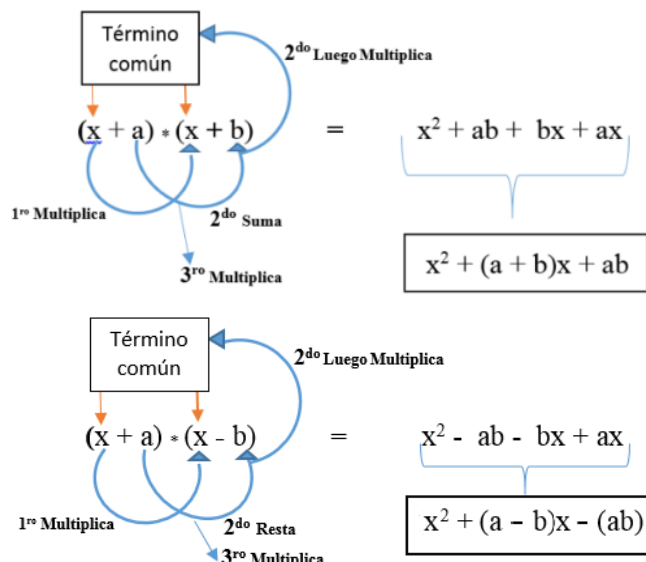 Término
común
2do Luego Multiplica
(x + a) * (x + b) = x² + ab + bx + ax
1ro Multiplica
2do Suma
3ro Multiplica
x² + (a + b)x + ab
Término
común
2do Luego Multiplica
(x + a) * (x - b) = x² - ab - bx + ax
1ro Multiplica
2do Resta
3ro Multiplica
x² + (a – b)x – (ab)